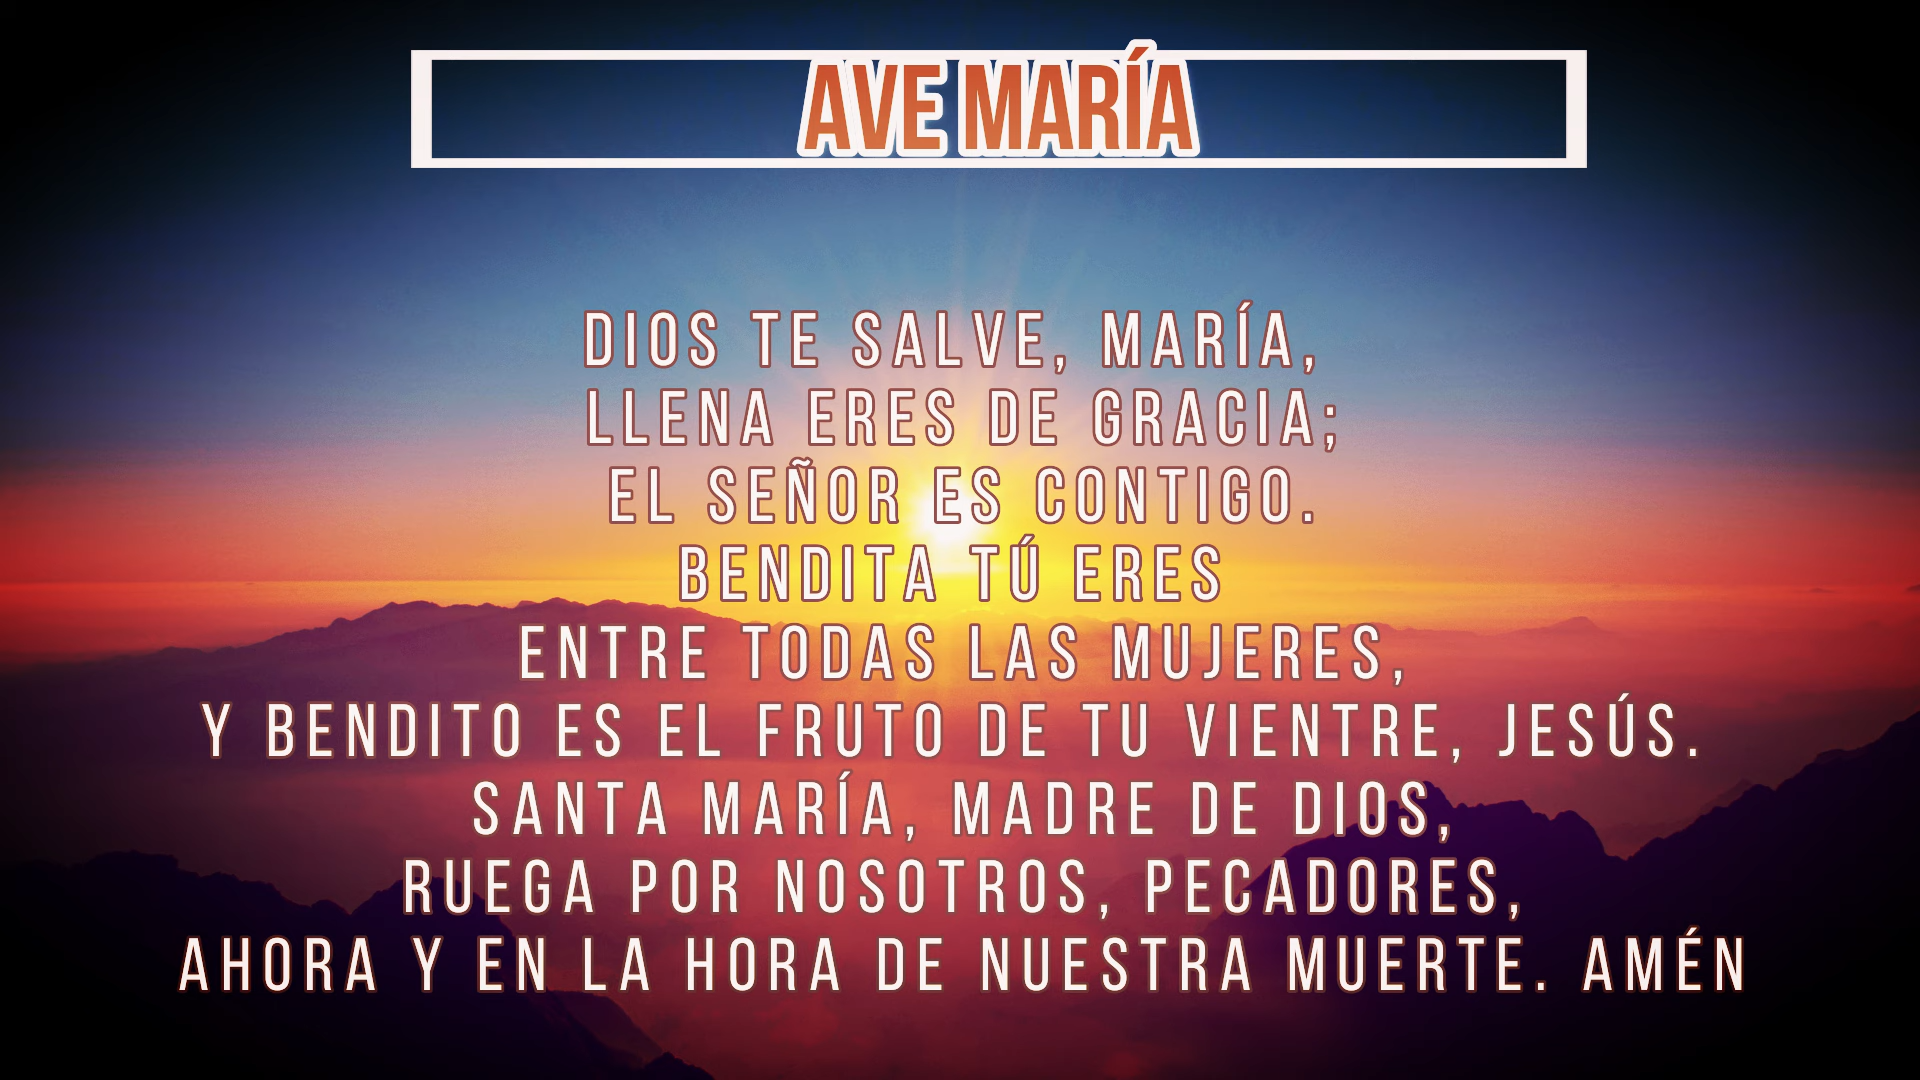 AVE MARÍA
DIOS TE SALVE, MARÍA,
LLENA ERES DE GRACIA;
EL SEÑOR ES CONTIGO.
BENDITA TÚ ERES
ENTRE TODAS LAS MUJERES,
Y BENDITO ES EL FRUTO DE TU VIENTRE, JESÚS.
SANTA MARÍA, MADRE DE DIOS,
RUEGA POR NOSOTROS, PECADORES,
AHORA Y EN LA HORA DE NUESTRA MUERTE. AMÉN